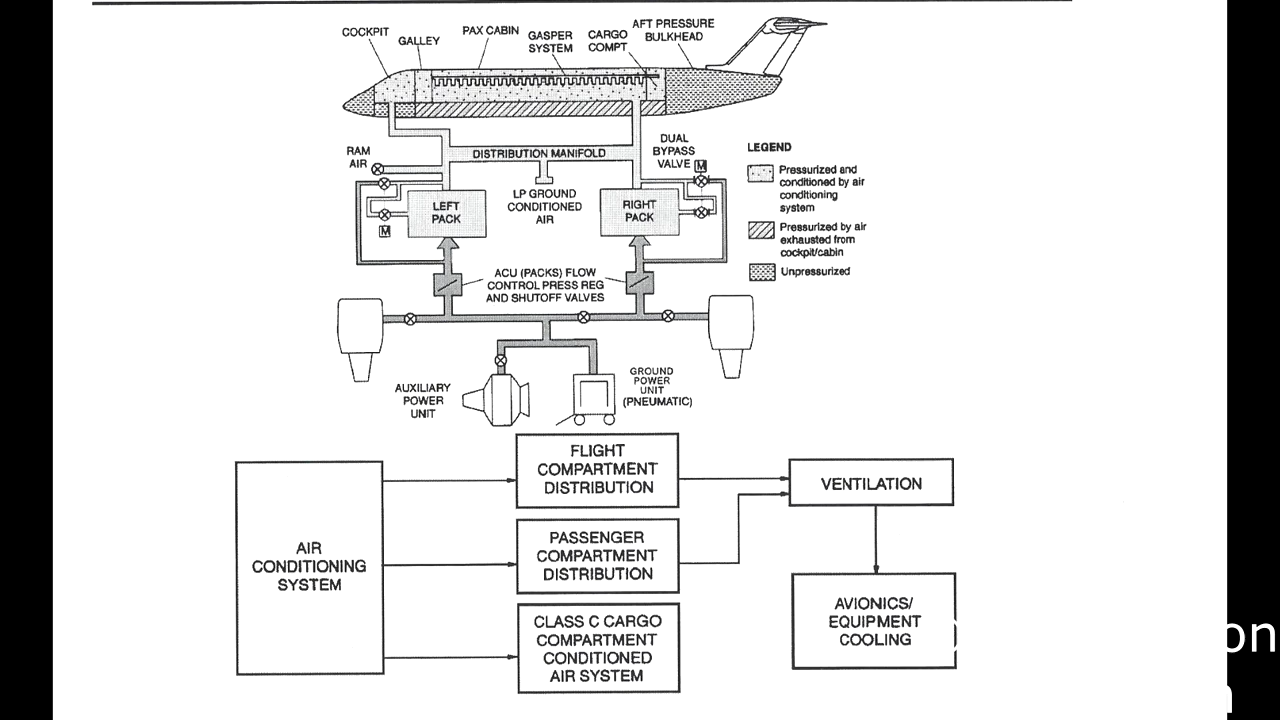 COCKPIT
GALLEY
PAX CABIN
GASPER
SYSTEM
CARGO
COMPT
AFT PRESSURE
BULKHEAD
RAM
AIR
DISTRIBUTION MANIFOLD
DUAL
BYPASS
VALVE
M
LEGEND
Pressurized and
conditioned by air
conditioning
system
Pressurized by air
exhausted from
cockpit/cabin
Unpressurized
LEFT
PACK
LP GROUND
CONDITIONED
AIR
RIGHT
PACK
M
ACU (PACKS) FLOW
CONTROL PRESS REG
AND SHUTOFF VALVES
AUXILIARY
POWER
UNIT
GROUND
POWER
UNIT
(PNEUMATIC)
AIR
CONDITIONING
SYSTEM
FLIGHT
COMPARTMENT
DISTRIBUTION
PASSENGER
COMPARTMENT
DISTRIBUTION
CLASS C CARGO
COMPARTMENT
CONDITIONED
AIR SYSTEM
VENTILATION
AVIONICS/
EQUIPMENT
COOLING
on